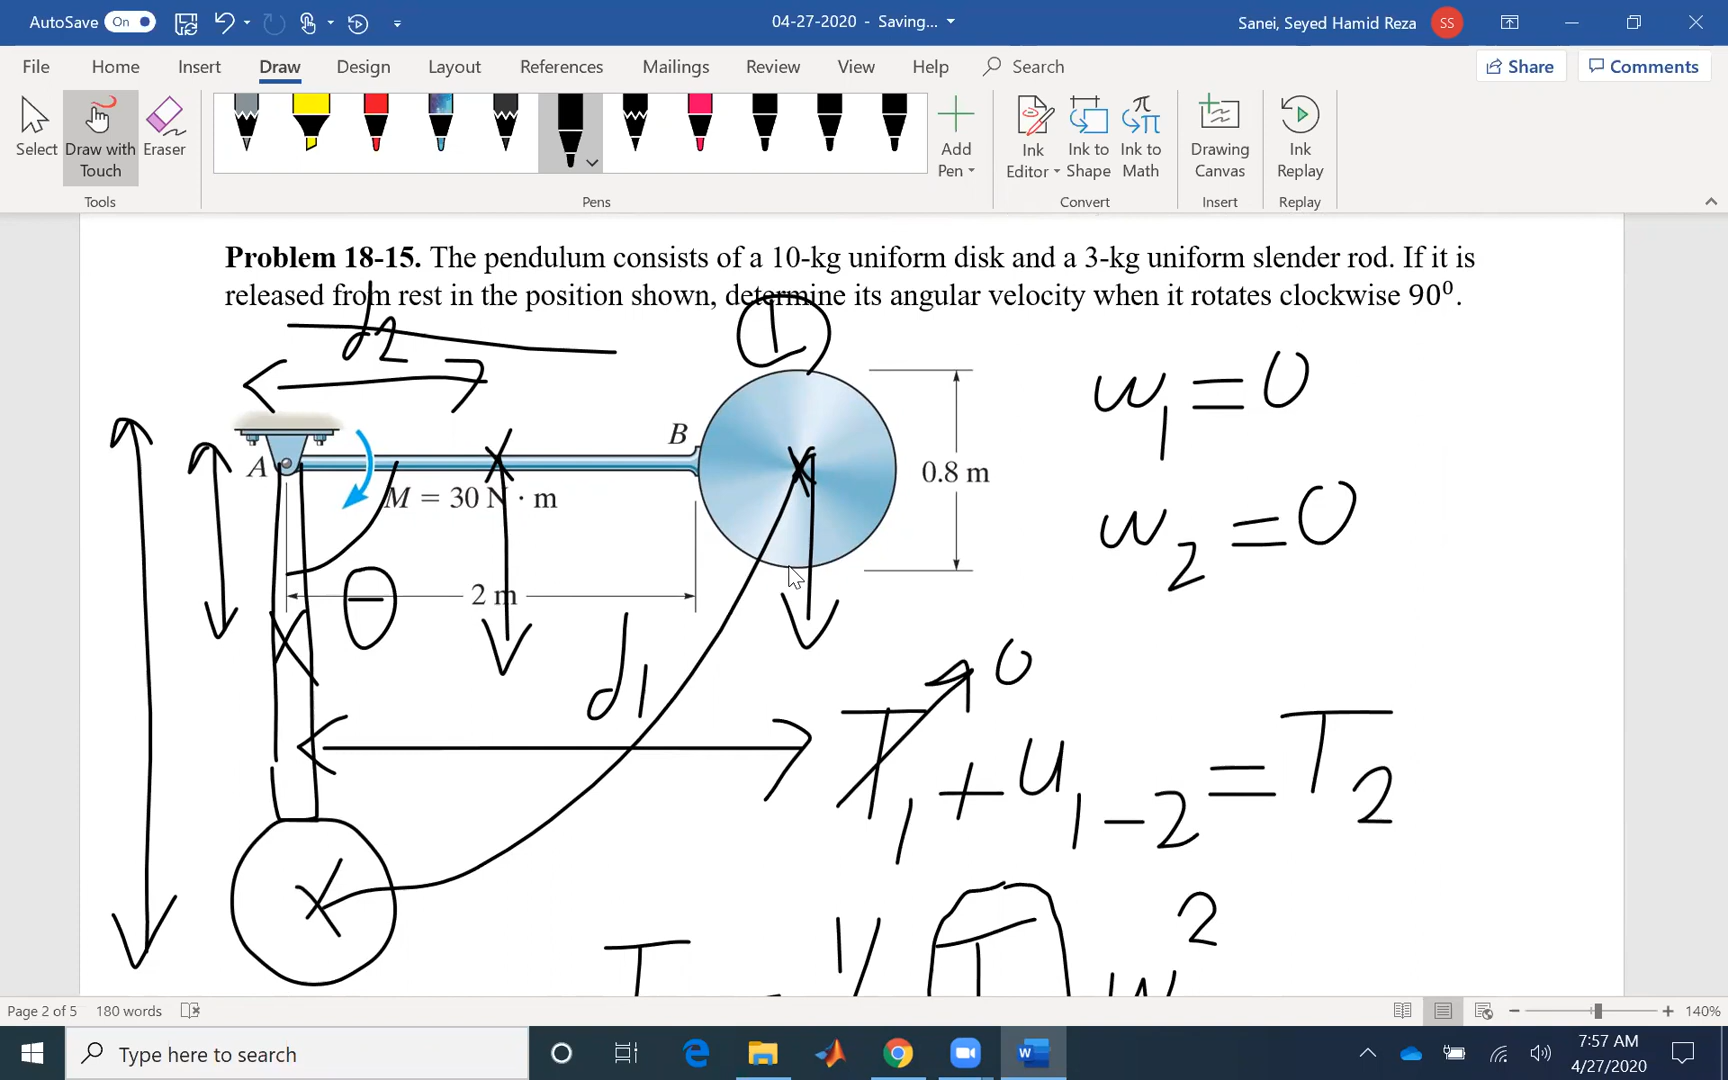 AutoSave On 04-27-2020 - Saving... Sanei, Seyed Hamid Reza SS
File Home Insert Draw Design Layout References Mailings Review View Help Search Share Comments
Select Draw with Touch Eraser Add Pen Ink Editor Ink to Shape Ink to Math Drawing Canvas Ink Replay
Tools Pens Convert Insert Replay
Problem 18-15. The pendulum consists of a 10-kg uniform disk and a 3-kg uniform slender rod. If it is
released from rest in the position shown, determine its angular velocity when it rotates clockwise 90⁰.
1
d2
w1 = 0
B
A
0.8 m
M = 30 N · m
w2 = 0
2 m
θ
d1
0
T1 + U1-2 = T2
2
T = 1/ I w
Page 2 of 5 180 words 140%
Type here to search
7:57 AM
4/27/2020